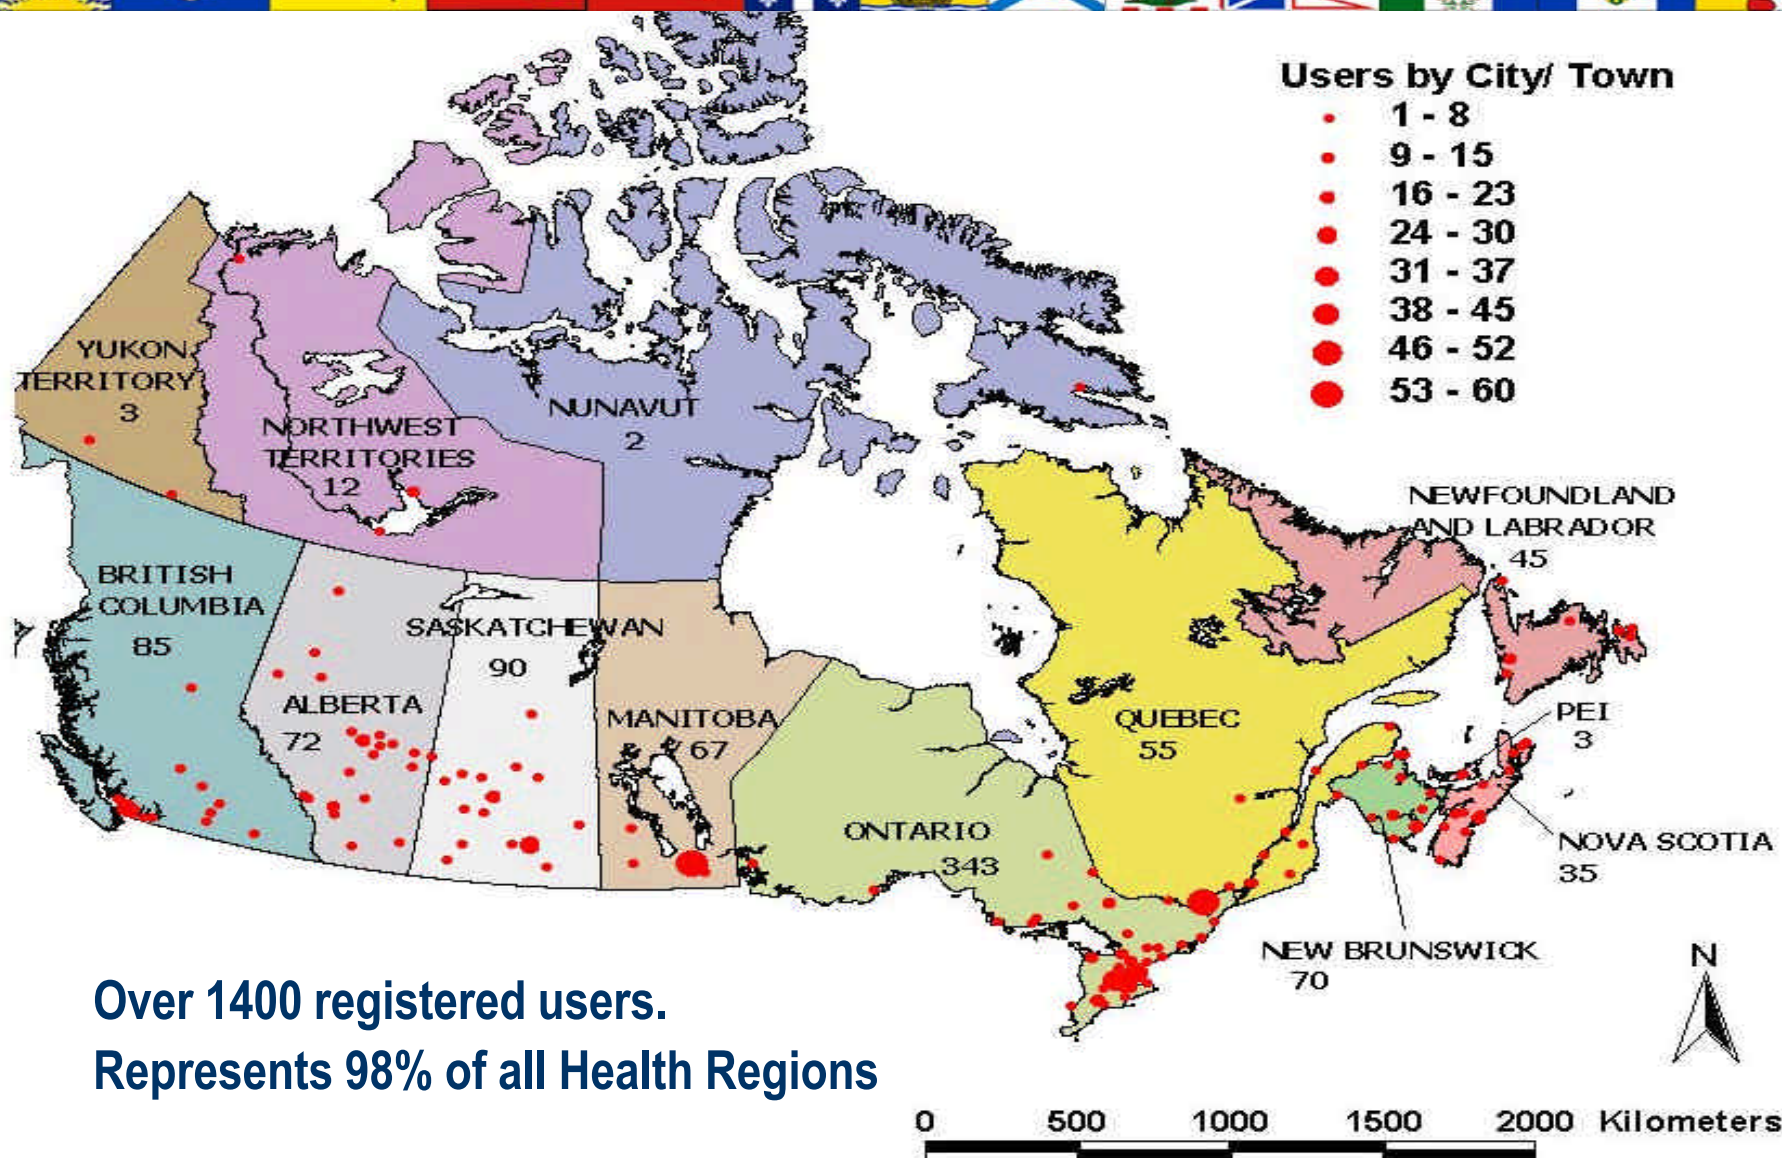 Users by City/ Town
1 - 8
9 - 15
16 - 23
24 - 30
31 - 37
38 - 45
46 - 52
53 - 60
YUKON
TERRITORY
3
NORTHWEST
TERRITORIES
12
NUNAVUT
2
NEWFOUNDLAND
AND LABRADOR
45
BRITISH
COLUMBIA
85
ALBERTA
72
SASKATCHEWAN
90
MANITOBA
67
ONTARIO
343
QUEBEC
55
PEI
3
NOVA SCOTIA
35
NEW BRUNSWICK
70
N
Over 1400 registered users.
Represents 98% of all Health Regions
0 500 1000 1500 2000 Kilometers